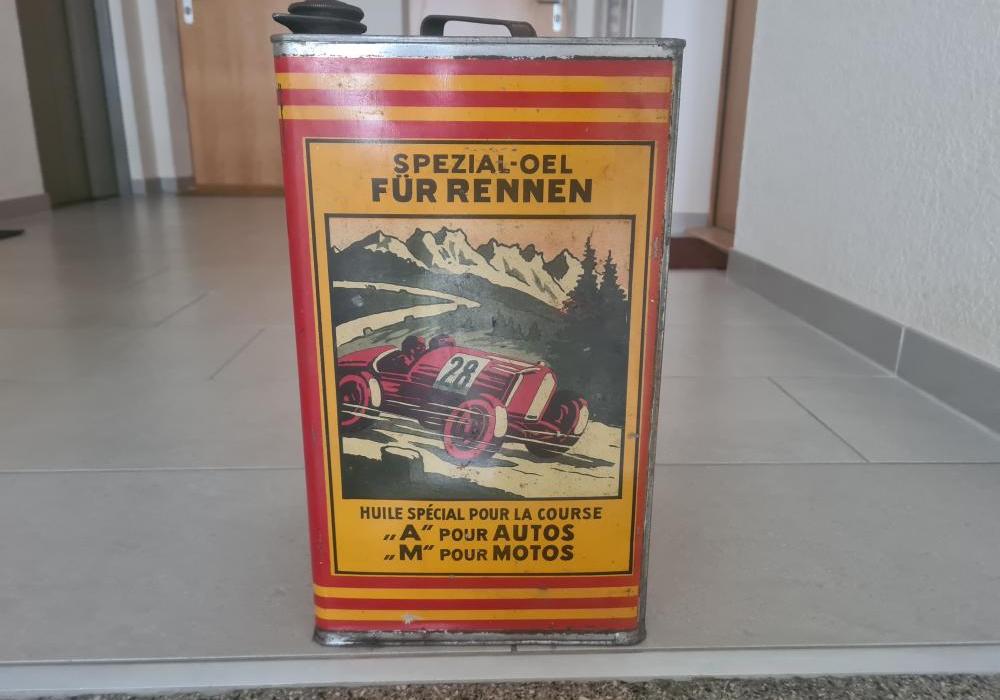 SPEZIAL-OEL
FÜR RENNEN
28
HUILE SPÉCIAL POUR LA COURSE
„A” POUR AUTOS
„M” POUR MOTOS